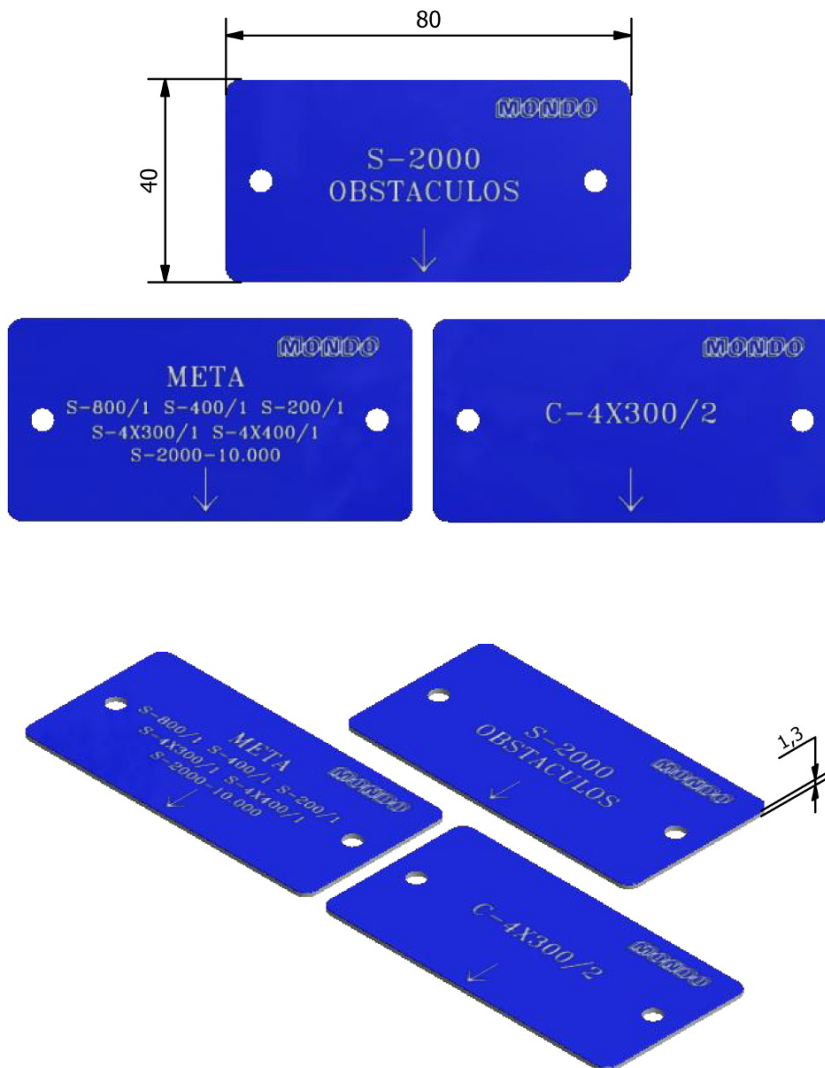 80
40
MONDO
S-2000
OBSTACULOS
MONDO
META
S-800/1 S-400/1 S-200/1
S-4X300/1 S-4X400/1
S-2000-10.000
MONDO
C-4X300/2
META
S-800/1 S-400/1 S-200/1
S-4X300/1 S-4X400/1
S-2000-10.000
MONDO
S-2000
OBSTACULOS
MONDO
1,3
C-4X300/2
MONDO